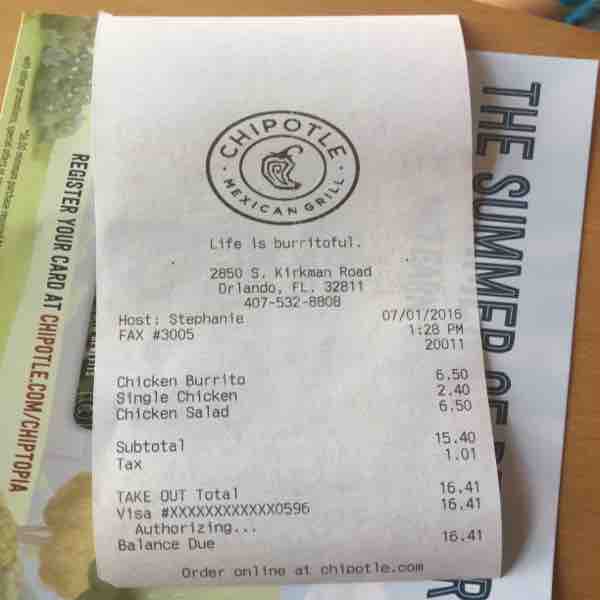 CHIPOTLE
MEXICAN GRILL
Life is burritoful.
2850 S. Kirkman Road
Orlando, FL. 32811
407-532-8808
Host: Stephanie 07/01/2016
FAX #3005 1:28 PM
20011
Chicken Burrito 6.50
Single Chicken 2.40
Chicken Salad 6.50
Subtotal 15.40
Tax 1.01
TAKE OUT Total 16.41
Visa #XXXXXXXXXXXX0596 16.41
Authorizing...
Balance Due 16.41
Order online at chipotle.com
REGISTER YOUR CARD AT CHIPOTLE.COM/CHIPTOPIA
THE SUMMER OF